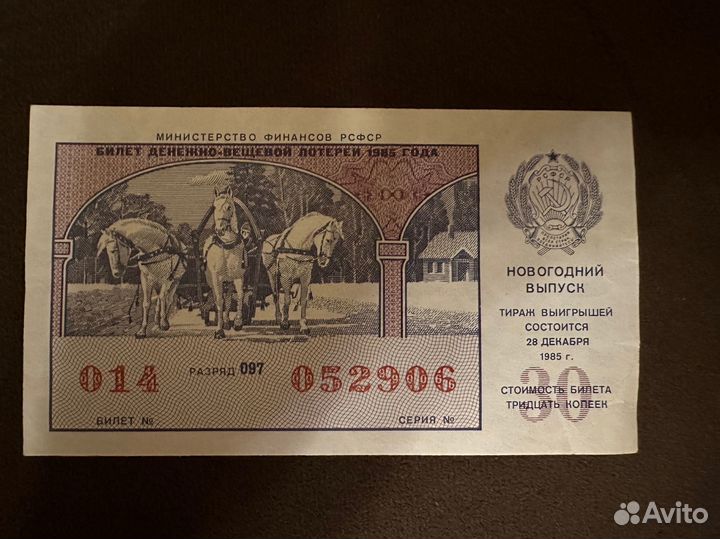 МИНИСТЕРСТВО ФИНАНСОВ РСФСР
БИЛЕТ ДЕНЕЖНО-ВЕЩЕВОЙ ЛОТЕРЕИ 1985 ГОДА
РСФСР
НОВОГОДНИЙ
ВЫПУСК
ТИРАЖ ВЫИГРЫШЕЙ
СОСТОИТСЯ
28 ДЕКАБРЯ
1985 г.
30
СТОИМОСТЬ БИЛЕТА
ТРИДЦАТЬ КОПЕЕК
014 РАЗРЯД 097 052906
БИЛЕТ № СЕРИЯ №
Avito